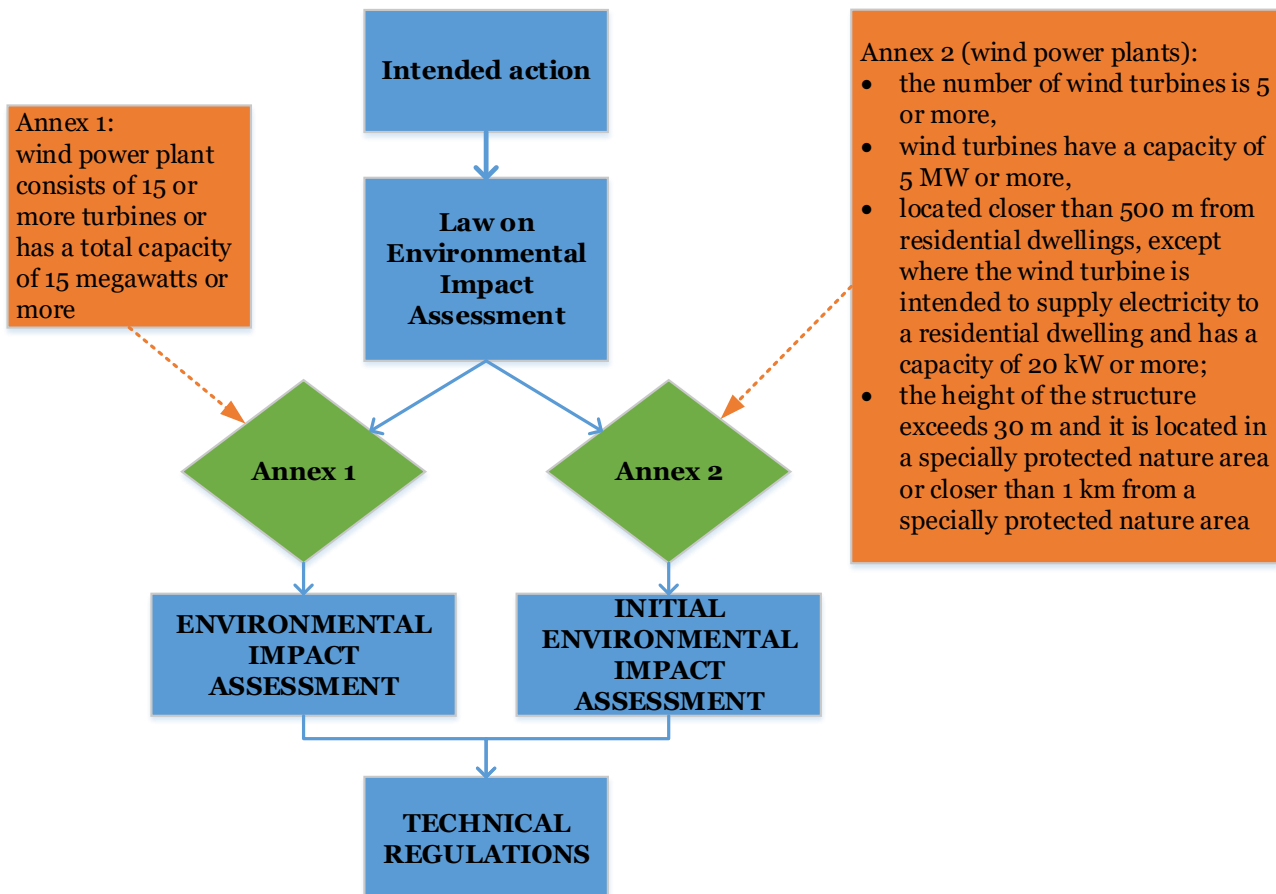 Intended action
Annex 1:
wind power plant
consists of 15 or
more turbines or
has a total capacity
of 15 megawatts or
more
Law on
Environmental
Impact
Assessment
Annex 2 (wind power plants):
• the number of wind turbines is 5
or more,
• wind turbines have a capacity of
5 MW or more,
• located closer than 500 m from
residential dwellings, except
where the wind turbine is
intended to supply electricity to
a residential dwelling and has a
capacity of 20 kW or more;
• the height of the structure
exceeds 30 m and it is located in
a specially protected nature area
or closer than 1 km from a
specially protected nature area
Annex 1
Annex 2
ENVIRONMENTAL
IMPACT
ASSESSMENT
INITIAL
ENVIRONMENTAL
IMPACT
ASSESSMENT
TECHNICAL
REGULATIONS